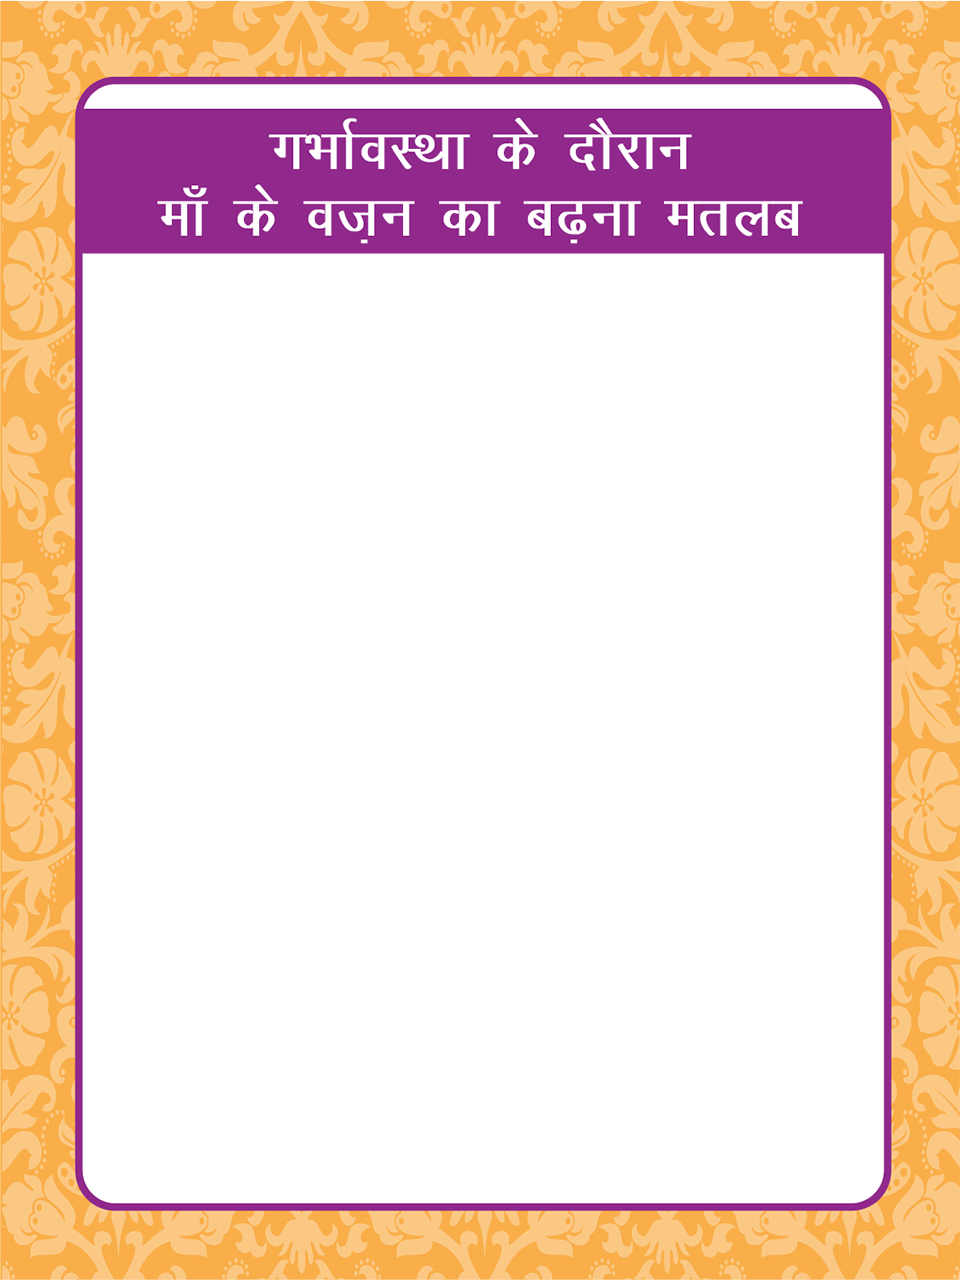 गर्भावस्था के दौरान
माँ के वज़न का बढ़ना मतलब